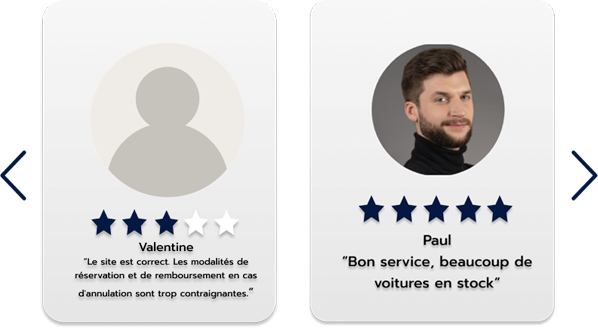 Valentine
“Le site est correct. Les modalités de
réservation et de remboursement en cas
d'annulation sont trop contraignantes.”
Paul
“Bon service, beaucoup de
voitures en stock”